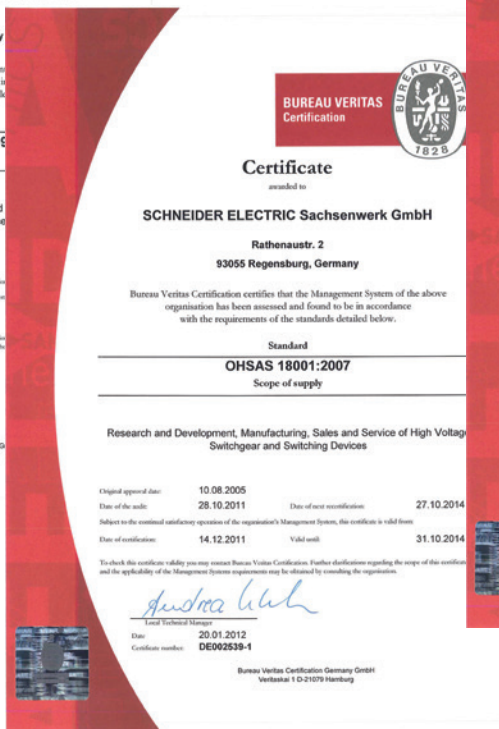 BUREAU VERITAS
Certification
BUREAU VERITAS
1828
Certificate
awarded to
SCHNEIDER ELECTRIC Sachsenwerk GmbH
Rathenaustr. 2
93055 Regensburg, Germany
Bureau Veritas Certification certifies that the Management System of the above
organisation has been assessed and found to be in accordance
with the requirements of the standards detailed below.
Standard
OHSAS 18001:2007
Scope of supply
Research and Development, Manufacturing, Sales and Service of High Voltage
Switchgear and Switching Devices
Original approval date: 10.08.2005
Date of the audit: 28.10.2011 Date of next recertification: 27.10.2014
Subject to the continual satisfactory operation of the organisation's Management System, this certificate is valid from:
Date of certification: 14.12.2011 Valid until: 31.10.2014
To check this certificate validity you may contact Bureau Veritas Certification. Further clarifications regarding the scope of this
and the applicability of the Management System requirements may be obtained by consulting the organisation.
Andrea
Local Technical Manager
Date 20.01.2012
Certificate number: DE002539-1
Bureau Veritas Certification Germany GmbH
Veritaskai 1 D-21079 Hamburg